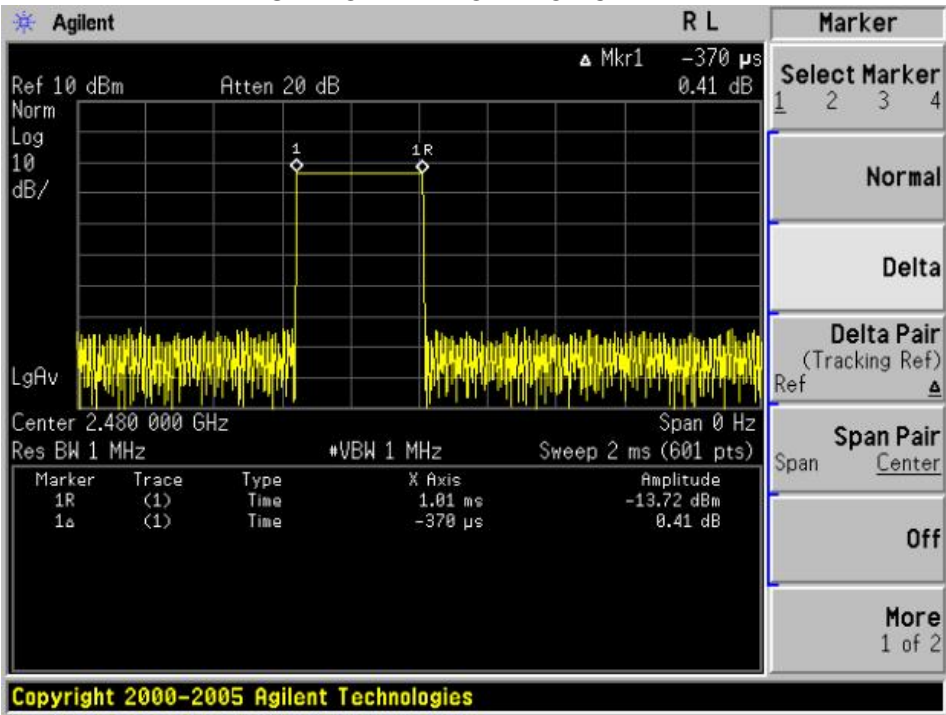 Agilent R L Marker
Δ Mkr1 -370 µs
Ref 10 dBm Atten 20 dB 0.41 dB
Select Marker
1 2 3 4
Norm
Log
10
dB/
1 1R
Normal
Delta
Delta Pair
(Tracking Ref)
Ref Δ
LgAv
Center 2.480 000 GHz Span 0 Hz
Res BW 1 MHz #VBW 1 MHz Sweep 2 ms (601 pts)
Span Pair
Span Center
Marker Trace Type X Axis Amplitude
1R (1) Time 1.01 ms -13.72 dBm
1Δ (1) Time -370 µs 0.41 dB
Off
More
1 of 2
Copyright 2000-2005 Agilent Technologies